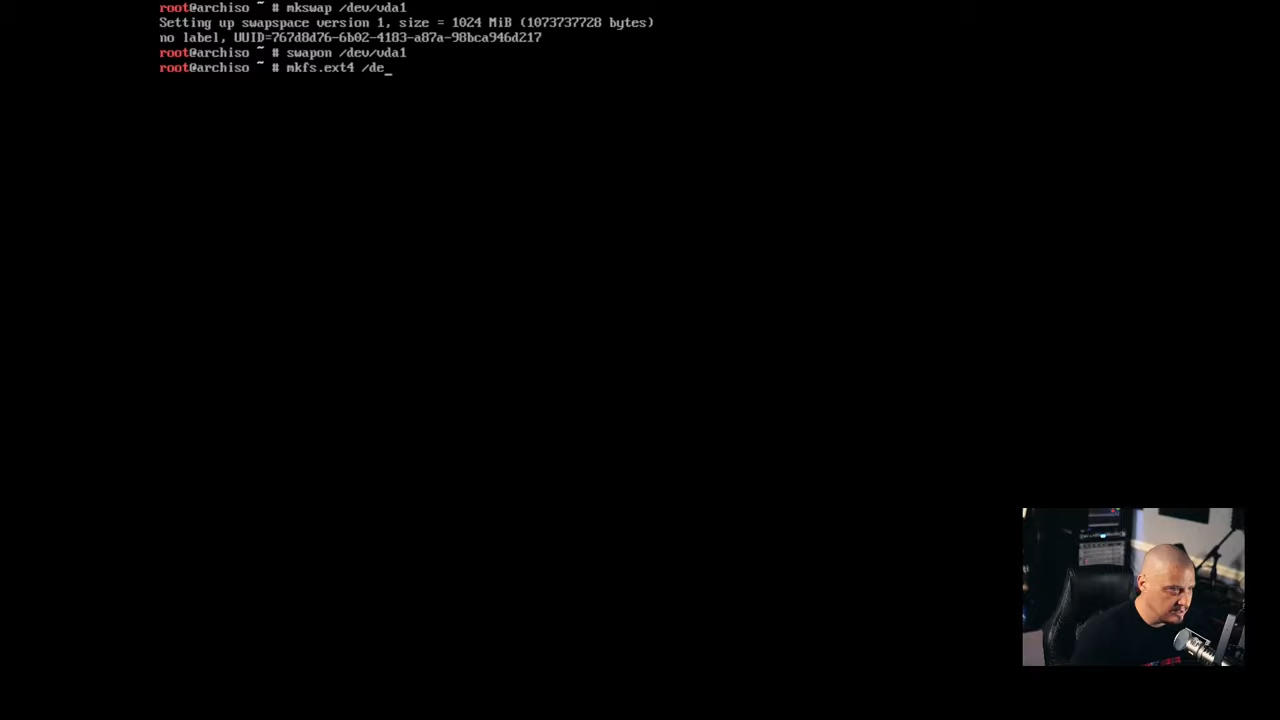 root@archiso ~ # mkswap /dev/vda1
Setting up swapspace version 1, size = 1024 MiB (1073737728 bytes)
no label, UUID=767d8d76-6b02-4183-a87a-98bca946d217
root@archiso ~ # swapon /dev/vda1
root@archiso ~ # mkfs.ext4 /de_